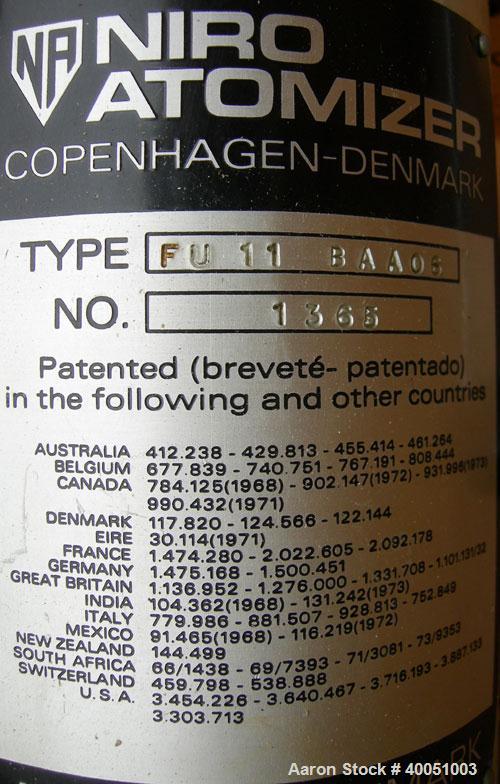 NA NIRO
ATOMIZER
COPENHAGEN-DENMARK
TYPE FU 11 BAA05
NO. 1365
Patented (breveté- patentado)
in the following and other countries
AUSTRALIA 412.238 - 429.813 - 455.414 - 461.264
BELGIUM 677.839 - 740.751 - 767.191 - 808.444
CANADA 784.125(1968) - 902.147(1972) - 931.996(1973)
990.432(1971)
DENMARK 117.820 - 124.566 - 122.144
EIRE 30.114(1971)
FRANCE 1.474.280 - 2.022.605 - 2.092.178
GERMANY 1.475.168 - 1.500.451
GREAT BRITAIN 1.136.952 - 1.276.000 - 1.331.708 - 1.101.131/32
INDIA 104.362(1968) - 131.242(1973)
ITALY 779.986 - 881.507 - 928.813 - 752.849
MEXICO 91.465(1968) - 116.219(1972)
NEW ZEALAND 144.499
SOUTH AFRICA 66/1438 - 69/7393 - 71/3081 - 73/9353
SWITZERLAND 459.798 - 538.888
U.S.A. 3.454.226 - 3.640.467 - 3.716.193 - 3.887.133
3.303.713
Aaron Stock # 40051003